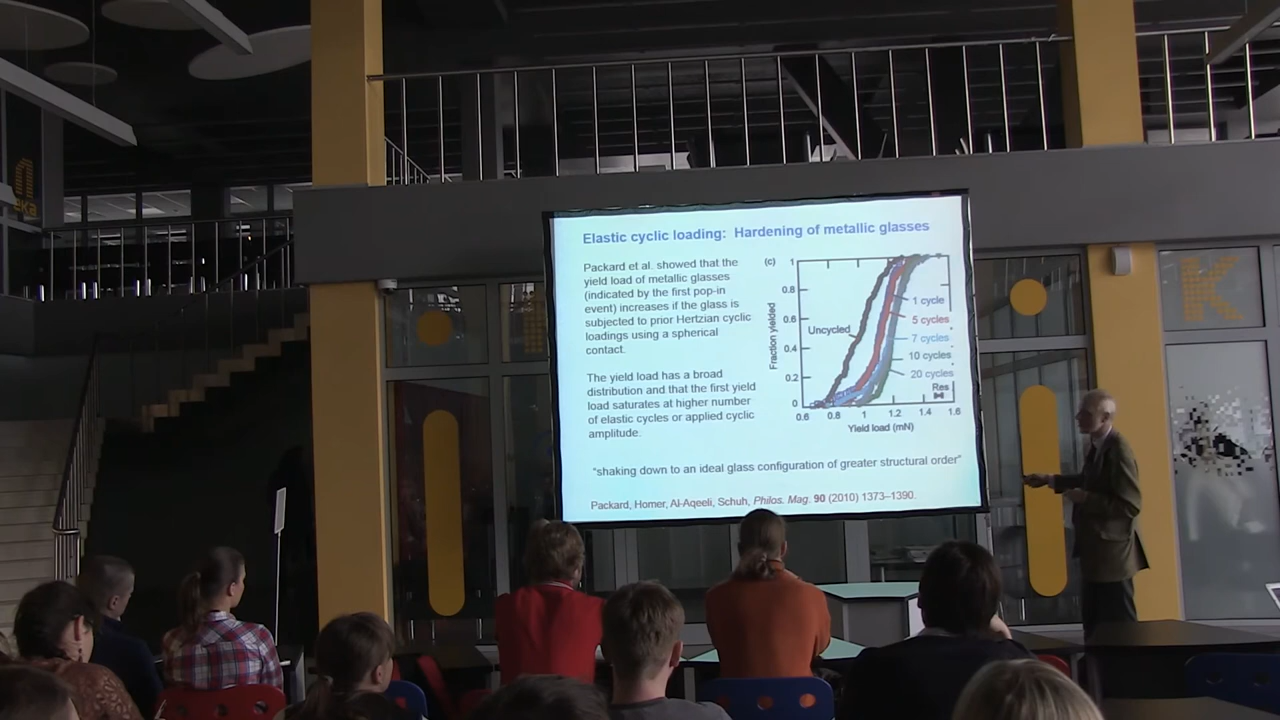 Elastic cyclic loading: Hardening of metallic glasses
Packard et al. showed that the
yield load of metallic glasses
(indicated by the first pop-in
event) increases if the glass is
subjected to prior Hertzian cyclic
loadings using a spherical
contact.
The yield load has a broad
distribution and that the first yield
load saturates at higher number
of elastic cycles or applied cyclic
amplitude.
(c)
Fraction yielded
1
0.8
0.6
0.4
0.2
0
Uncycled
1 cycle
5 cycles
7 cycles
10 cycles
20 cycles
Res
0.6 0.8 1 1.2 1.4 1.6
Yield load (mN)
"shaking down to an ideal glass configuration of greater structural order"
Packard, Homer, Al-Aqeeli, Schuh, Philos. Mag. 90 (2010) 1373–1390.
K